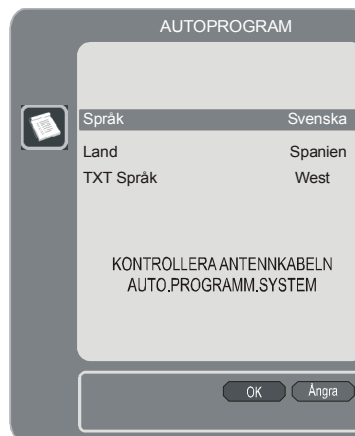 AUTOPROGRAM
Språk Svenska
Land Spanien
TXT Språk West
KONTROLLERA ANTENNKABELN
AUTO.PROGRAMM.SYSTEM
OK Ångra